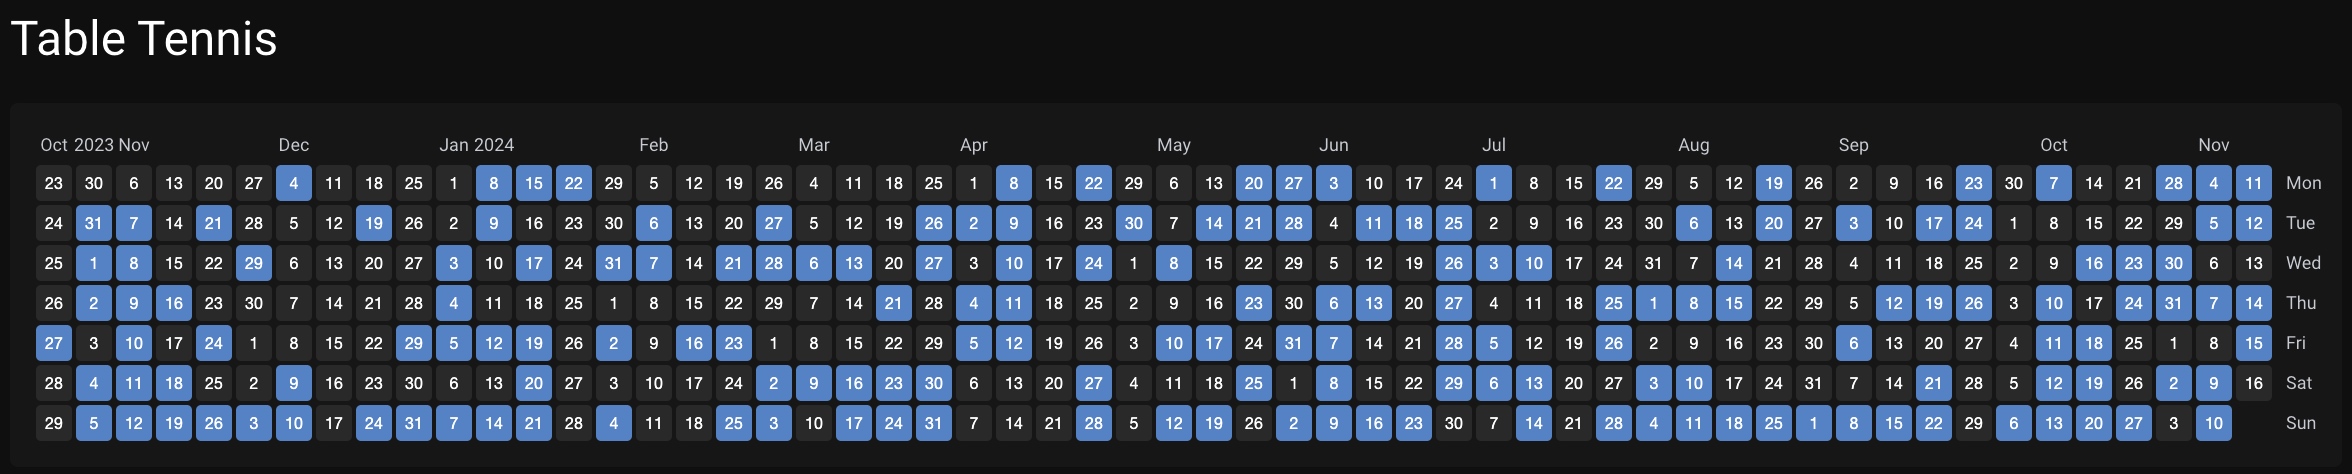 Table Tennis
Oct 2023 Nov Dec Jan 2024 Feb Mar Apr May Jun Jul Aug Sep Oct Nov
23 30 6 13 20 27 4 11 18 25 1 8 15 22 29 5 12 19 26 4 11 18 25 1 8 15 22 29 6 13 20 27 3 10 17 24 1 8 15 22 29 5 12 19 26 2 9 16 23 30 7 14 21 28 4 11 Mon
24 31 7 14 21 28 5 12 19 26 2 9 16 23 30 6 13 20 27 5 12 19 26 2 9 16 23 30 7 14 21 28 4 11 18 25 2 9 16 23 30 6 13 20 27 3 10 17 24 1 8 15 22 29 5 12 Tue
25 1 8 15 22 29 6 13 20 27 3 10 17 24 31 7 14 21 28 6 13 20 27 3 10 17 24 1 8 15 22 29 5 12 19 26 3 10 17 24 31 7 14 21 28 4 11 18 25 2 9 16 23 30 6 13 Wed
26 2 9 16 23 30 7 14 21 28 4 11 18 25 1 8 15 22 29 7 14 21 28 4 11 18 25 2 9 16 23 30 6 13 20 27 4 11 18 25 1 8 15 22 29 5 12 19 26 3 10 17 24 31 7 14 Thu
27 3 10 17 24 1 8 15 22 29 5 12 19 26 2 9 16 23 1 8 15 22 29 5 12 19 26 3 10 17 24 31 7 14 21 28 5 12 19 26 2 9 16 23 30 6 13 20 27 4 11 18 25 1 8 15 Fri
28 4 11 18 25 2 9 16 23 30 6 13 20 27 3 10 17 24 2 9 16 23 30 6 13 20 27 4 11 18 25 1 8 15 22 29 6 13 20 27 3 10 17 24 31 7 14 21 28 5 12 19 26 2 9 16 Sat
29 5 12 19 26 3 10 17 24 31 7 14 21 28 4 11 18 25 3 10 17 24 31 7 14 21 28 5 12 19 26 2 9 16 23 30 7 14 21 28 4 11 18 25 1 8 15 22 29 6 13 20 27 3 10 Sun